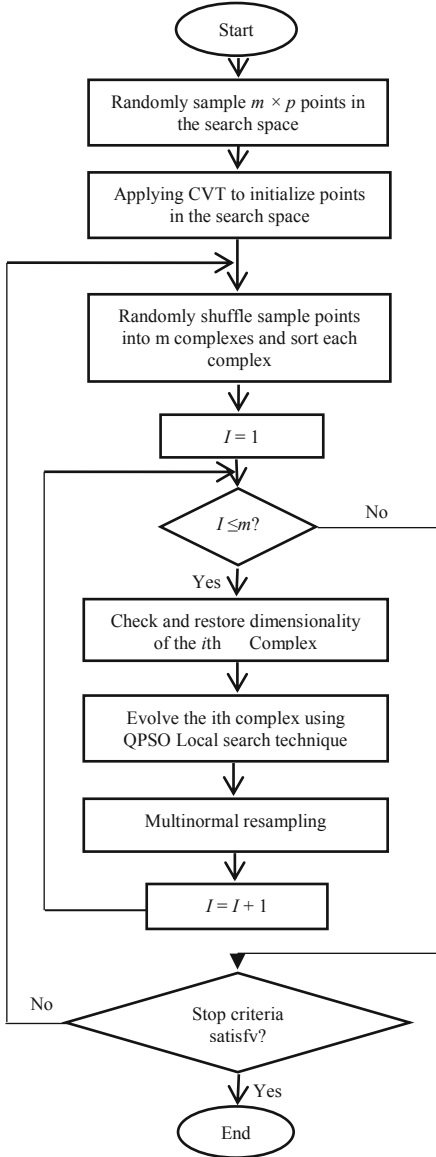 Start
Randomly sample m × p points in
the search space
Applying CVT to initialize points
in the search space
Randomly shuffle sample points
into m complexes and sort each
complex
I = 1
I ≤m?
No
Yes
Check and restore dimensionality
of the ith Complex
Evolve the ith complex using
QPSO Local search technique
Multinormal resampling
I = I + 1
No
Stop criteria
satisfy?
Yes
End